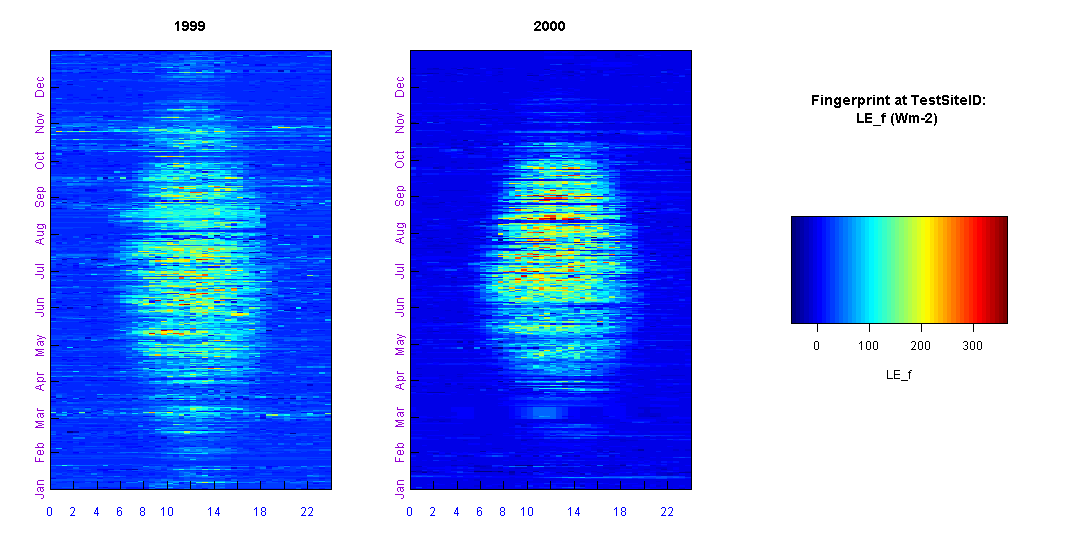 1999
2000
Fingerprint at TestSiteID:
LE_f (Wm-2)
Dec
Nov
Oct
Sep
Aug
Jul
Jun
May
Apr
Mar
Feb
Jan
0 2 4 6 8 10 14 18 22
Dec
Nov
Oct
Sep
Aug
Jul
Jun
May
Apr
Mar
Feb
Jan
0 2 4 6 8 10 14 18 22
0 100 200 300
LE_f